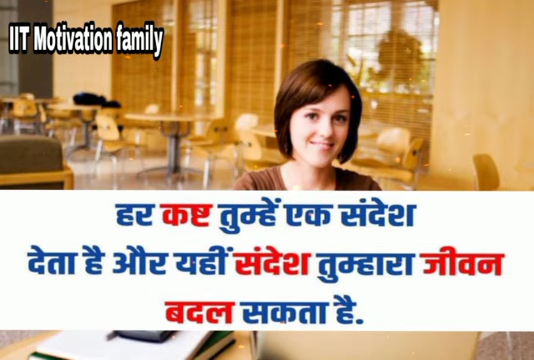 IIT Motivation family
हर कष्ट तुम्हें एक संदेश
देता है और यहीं संदेश तुम्हारा जीवन
बदल सकता है.